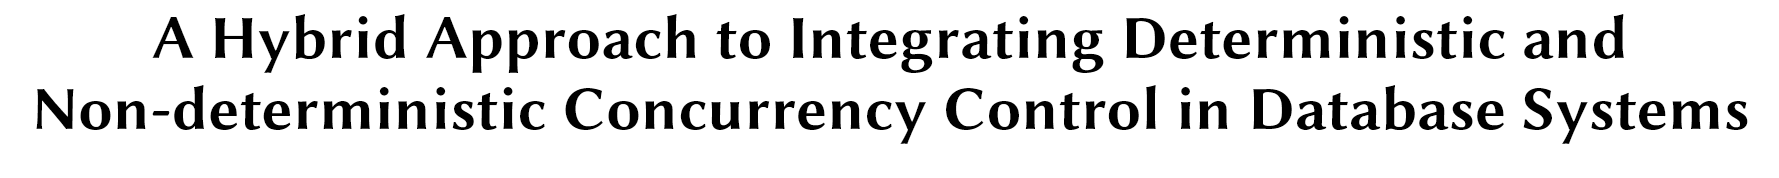 A Hybrid Approach to Integrating Deterministic and
Non-deterministic Concurrency Control in Database Systems